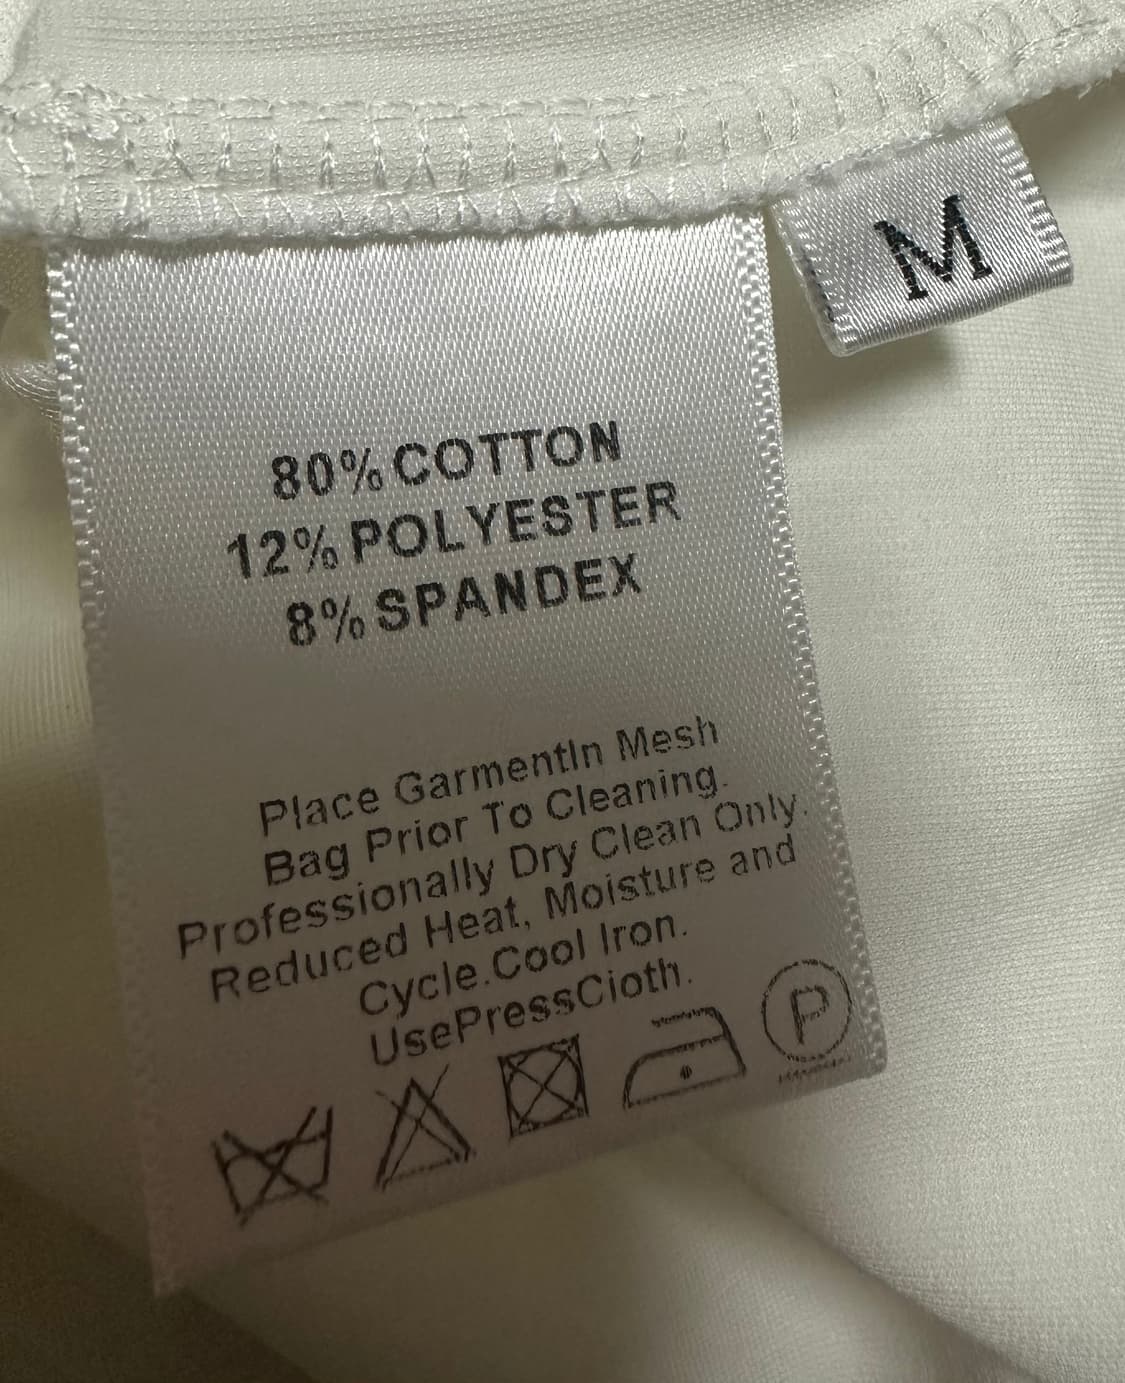 M
80% COTTON
12% POLYESTER
8% SPANDEX
Place GarmentIn Mesh
Bag Prior To Cleaning.
Professionally Dry Clean Only.
Reduced Heat, Moisture and
Cycle.Cool Iron.
UsePressCloth.
P